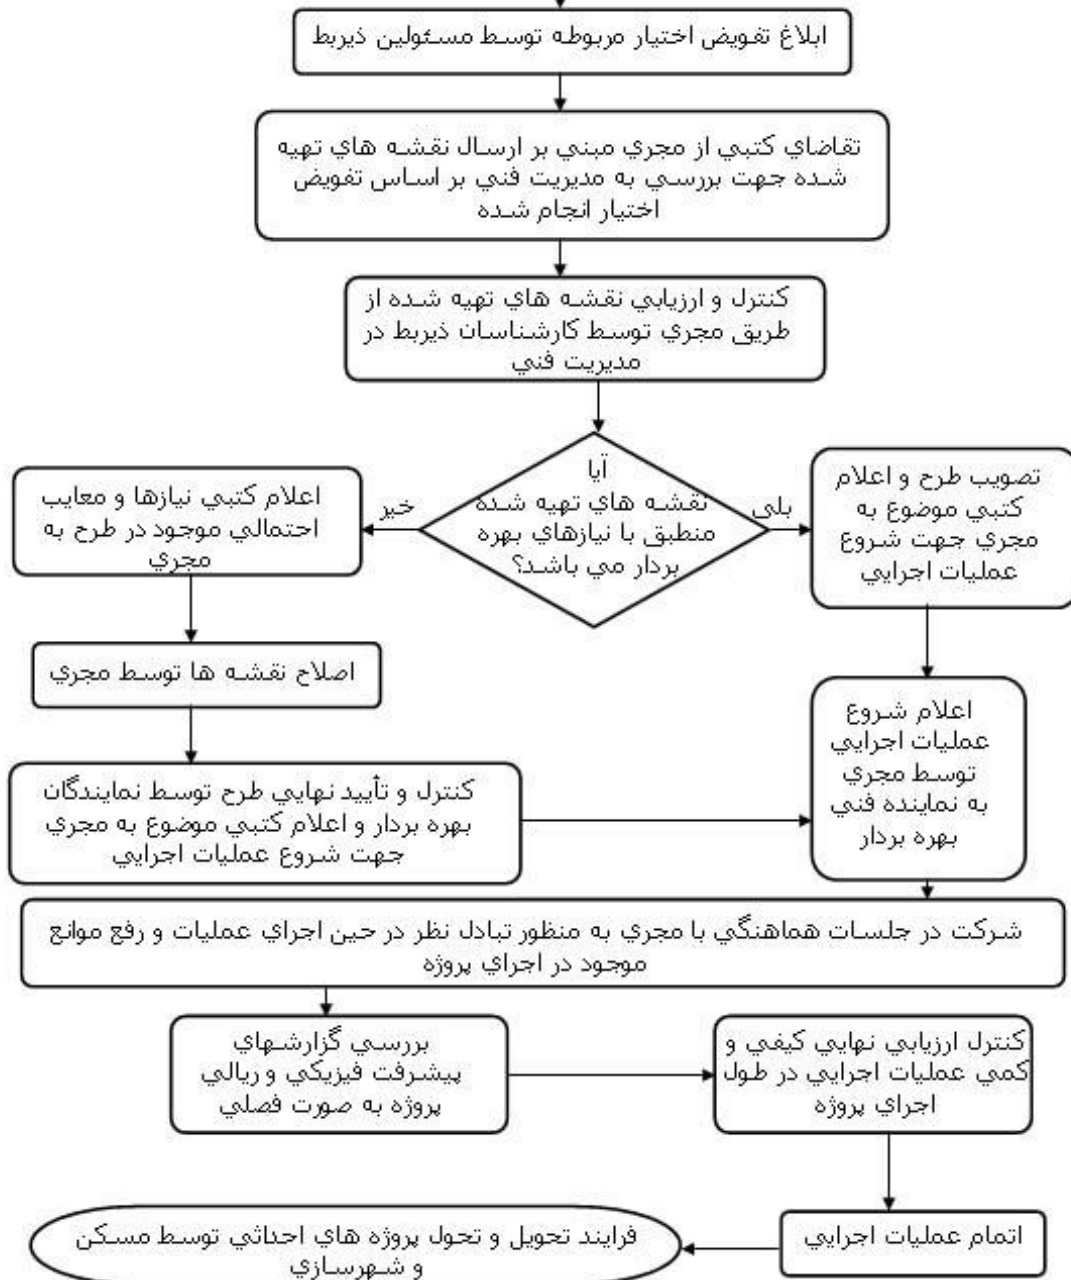 ابلاغ تفويض اختيار مربوطه توسط مسئولين ذيربط
تقاضاي كتبي از مجري مبني بر ارسال نقشه هاي تهيه
شده جهت بررسي به مديريت فني بر اساس تفويض
اختيار انجام شده
كنترل و ارزيابي نقشه هاي تهيه شده از
طريق مجري توسط كارشناسان ذيربط در
مديريت فني
آيا
نقشه هاي تهيه شده
منطبق با نيازهاي بهره
بردار مي باشد؟
بلی
خير
تصويب طرح و اعلام
كتبي موضوع به
مجري جهت شروع
عمليات اجرايي
اعلام كتبي نيازها و معايب
احتمالي موجود در طرح به
مجري
اصلاح نقشه ها توسط مجري
اعلام شروع
عمليات اجرايي
توسط مجري
به نماينده فني
بهره بردار
كنترل و تأييد نهايي طرح توسط نمايندگان
بهره بردار و اعلام كتبي موضوع به مجري
جهت شروع عمليات اجرايي
شركت در جلسات هماهنگي با مجري به منظور تبادل نظر در حين اجراي عمليات و رفع موانع
موجود در اجراي پروژه
بررسي گزارشهاي
پيشرفت فيزيكي و ريالي
پروژه به صورت فصلي
كنترل ارزيابي نهايي كيفي و
كمي عمليات اجرايي در طول
اجراي پروژه
اتمام عمليات اجرايي
فرايند تحويل و تحول پروژه هاي احداثي توسط مسكن
و شهرسازي